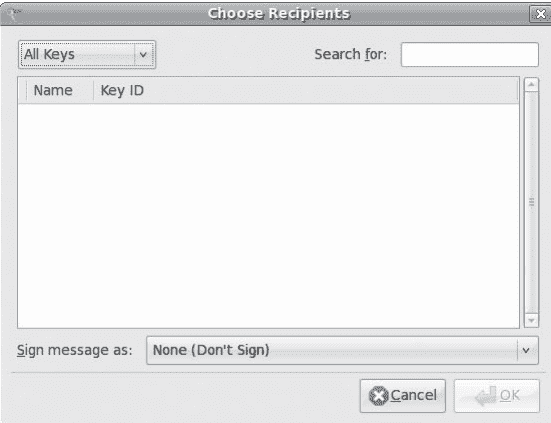 Choose Recipients
All Keys
Search for:
Name Key ID
Sign message as: None (Don't Sign)
Cancel OK